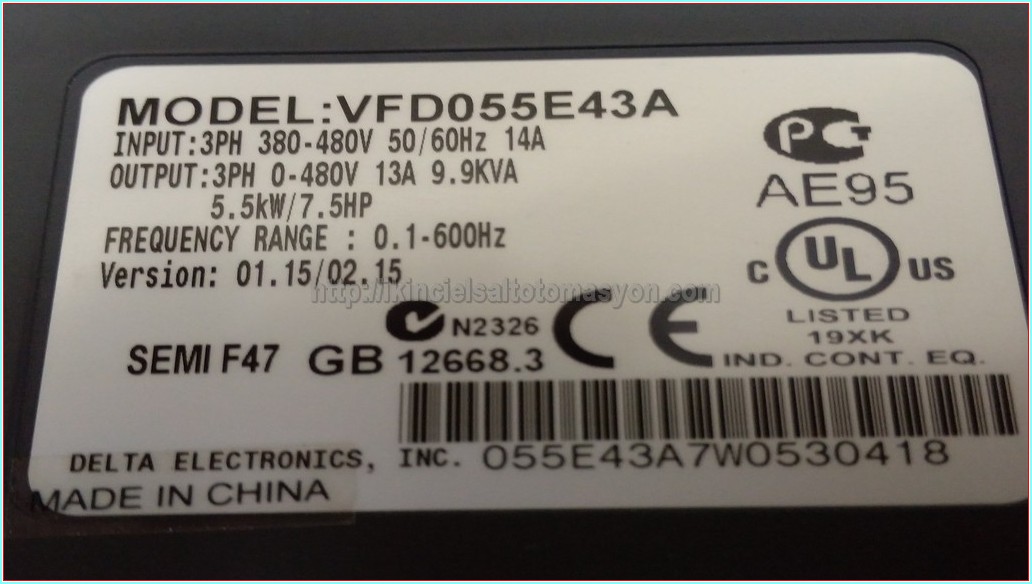 MODEL:VFD055E43A
INPUT:3PH 380-480V 50/60Hz 14A
OUTPUT:3PH 0-480V 13A 9.9KVA
5.5kW/7.5HP
FREQUENCY RANGE : 0.1-600Hz
Version: 01.15/02.15
http://ikincielsaltotomasyon.com
PCT
AE95
C UL US
LISTED
19XK
IND. CONT. EQ.
N2326
CE
SEMI F47 GB 12668.3
055E43A7W0530418
DELTA ELECTRONICS, INC.
MADE IN CHINA